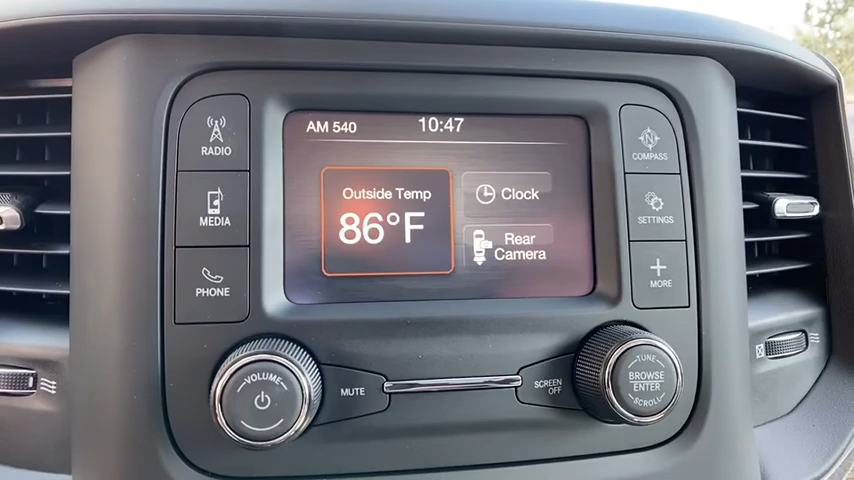 AM 540
10:47
RADIO
MEDIA
PHONE
Outside Temp
86°F
Clock
Rear
Camera
N
COMPASS
SETTINGS
MORE
VOLUME
MUTE
SCREEN
OFF
TUNE
BROWSE
ENTER
SCROLL